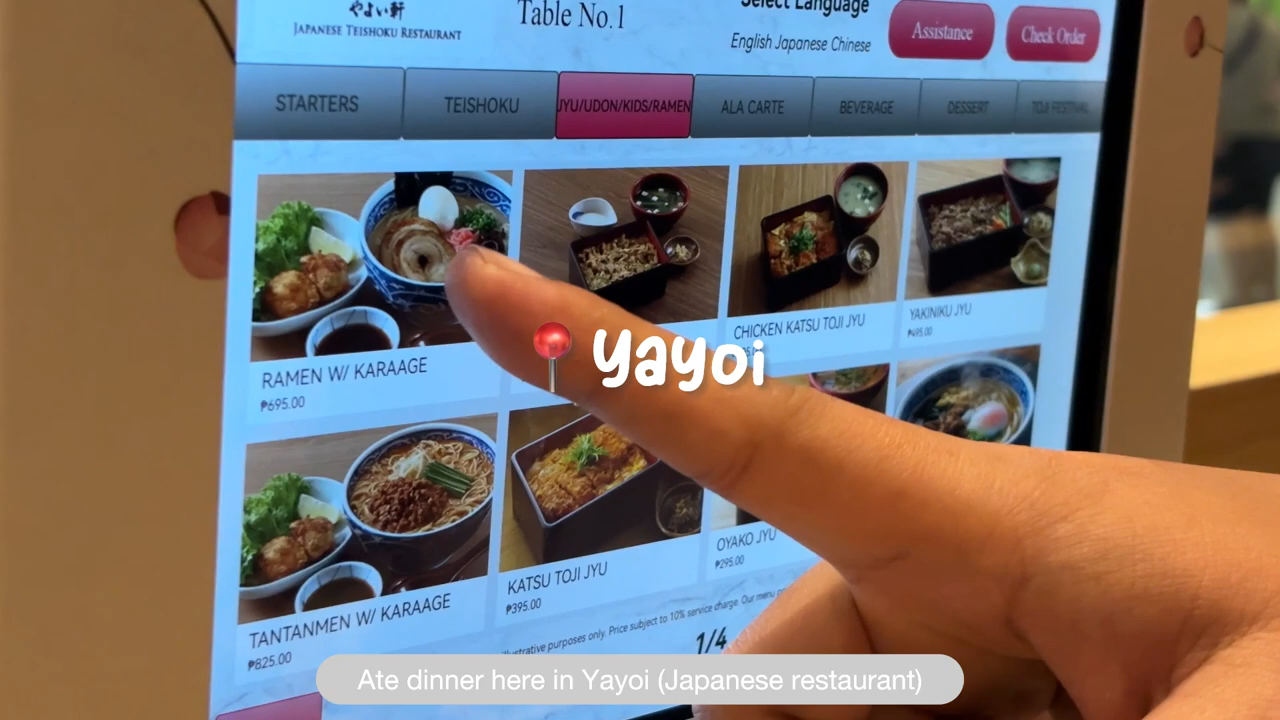 やよい軒
JAPANESE TEISHOKU RESTAURANT
Table No.1
Select Language
English Japanese Chinese
Assistance
Check Order
STARTERS
TEISHOKU
JYU/UDON/KIDS/RAMEN
ALA CARTE
BEVERAGE
DESSERT
TOJI FESTIVAL
RAMEN W/ KARAAGE
₱695.00
CHICKEN KATSU TOJI JYU
YAKINIKU JYU
₱495.00
📍 Yayoi
TANTANMEN W/ KARAAGE
₱825.00
KATSU TOJI JYU
₱395.00
OYAKO JYU
₱295.00
illustrative purposes only. Price subject to 10% service charge. Our menu
1/4
Ate dinner here in Yayoi (Japanese restaurant)